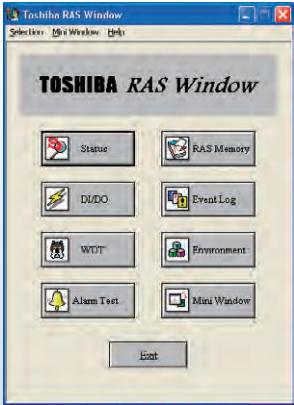 Toshiba RAS Window
Selection Mini Window Help
TOSHIBA RAS Window
Status RAS Memory
DI/DO Event Log
WDT Environment
Alarm Test Mini Window
Exit